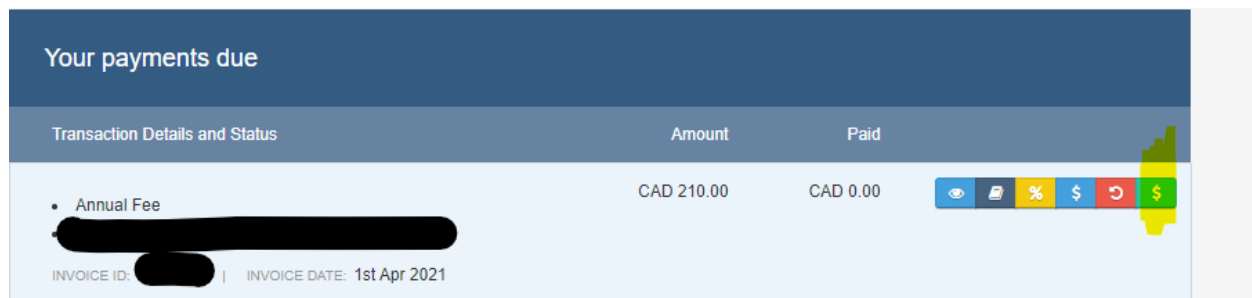 Your payments due
Transaction Details and Status Amount Paid
Annual Fee CAD 210.00 CAD 0.00 % $ $
INVOICE ID: | INVOICE DATE: 1st Apr 2021